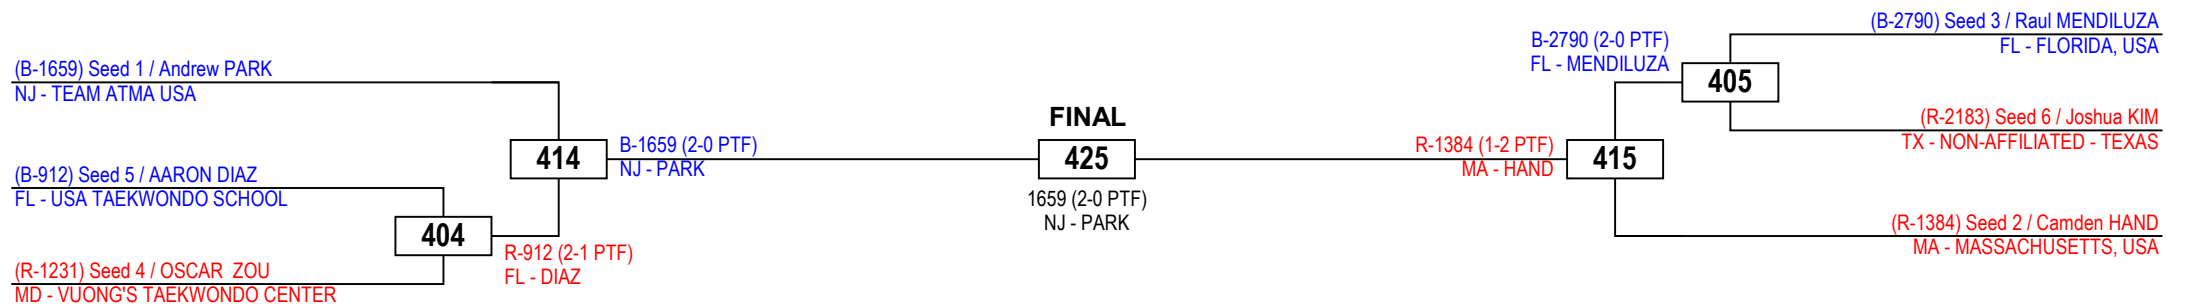 (B-1659) Seed 1 / Andrew PARK
NJ - TEAM ATMA USA
(B-912) Seed 5 / AARON DIAZ
FL - USA TAEKWONDO SCHOOL
(R-1231) Seed 4 / OSCAR  ZOU
MD - VUONG'S TAEKWONDO CENTER
404
R-912 (2-1 PTF)
FL - DIAZ
414
B-1659 (2-0 PTF)
NJ - PARK
FINAL
425
1659 (2-0 PTF)
NJ - PARK
R-1384 (1-2 PTF)
MA - HAND
415
B-2790 (2-0 PTF)
FL - MENDILUZA
405
(B-2790) Seed 3 / Raul MENDILUZA
FL - FLORIDA, USA
(R-2183) Seed 6 / Joshua KIM
TX - NON-AFFILIATED - TEXAS
(R-1384) Seed 2 / Camden HAND
MA - MASSACHUSETTS, USA